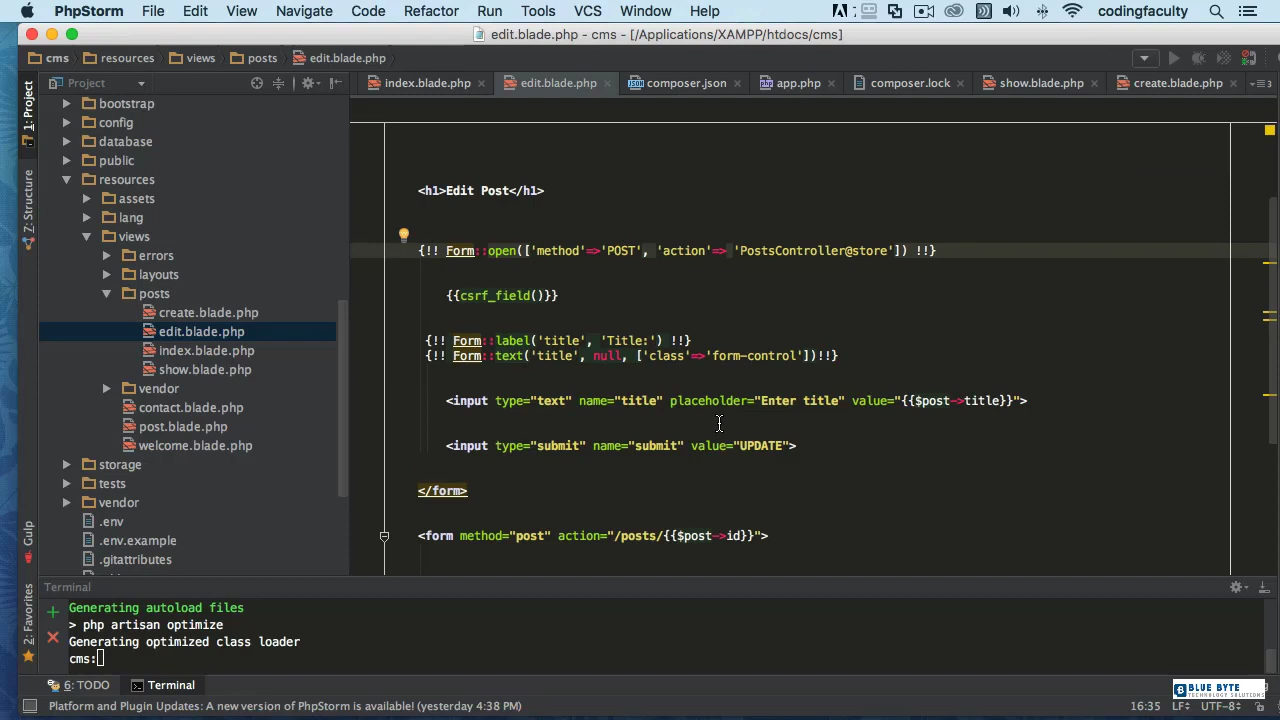 PhpStorm File Edit View Navigate Code Refactor Run Tools VCS Window Help codingfaculty
edit.blade.php - cms - [/Applications/XAMPP/htdocs/cms]
cms resources views posts edit.blade.php
Project index.blade.php edit.blade.php composer.json app.php composer.lock show.blade.php create.blade.php
1: Project
7: Structure
Gulp
2: Favorites
bootstrap
config
database
public
resources
assets
lang
views
errors
layouts
posts
create.blade.php
edit.blade.php
index.blade.php
show.blade.php
vendor
contact.blade.php
post.blade.php
welcome.blade.php
storage
tests
vendor
.env
.env.example
.gitattributes
<h1>Edit Post</h1>
{!! Form::open(['method'=>'POST', 'action'=> 'PostsController@store']) !!}
{{csrf_field()}}
{!! Form::label('title', 'Title:') !!}
{!! Form::text('title', null, ['class'=>'form-control'])!!}
<input type="text" name="title" placeholder="Enter title" value="{{$post->title}}">
<input type="submit" name="submit" value="UPDATE">
</form>
<form method="post" action="/posts/{{$post->id}}">
Terminal
Generating autoload files
> php artisan optimize
Generating optimized class loader
cms:
6: TODO Terminal
BLUE BYTE
TECHNOLOGY SOLUTIONS
Platform and Plugin Updates: A new version of PhpStorm is available! (yesterday 4:38 PM) 16:35 LF÷ UTF-8÷